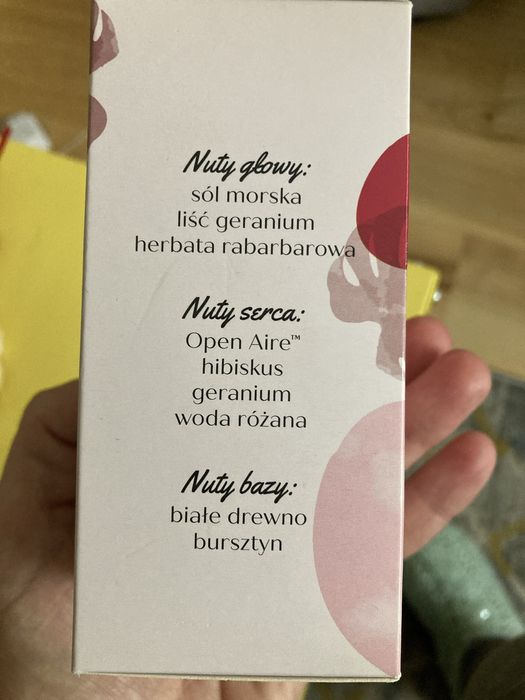 Nuty głowy:
sól morska
liść geranium
herbata rabarbarowa
Nuty serca:
Open Aire™
hibiskus
geranium
woda różana
Nuty bazy:
białe drewno
bursztyn